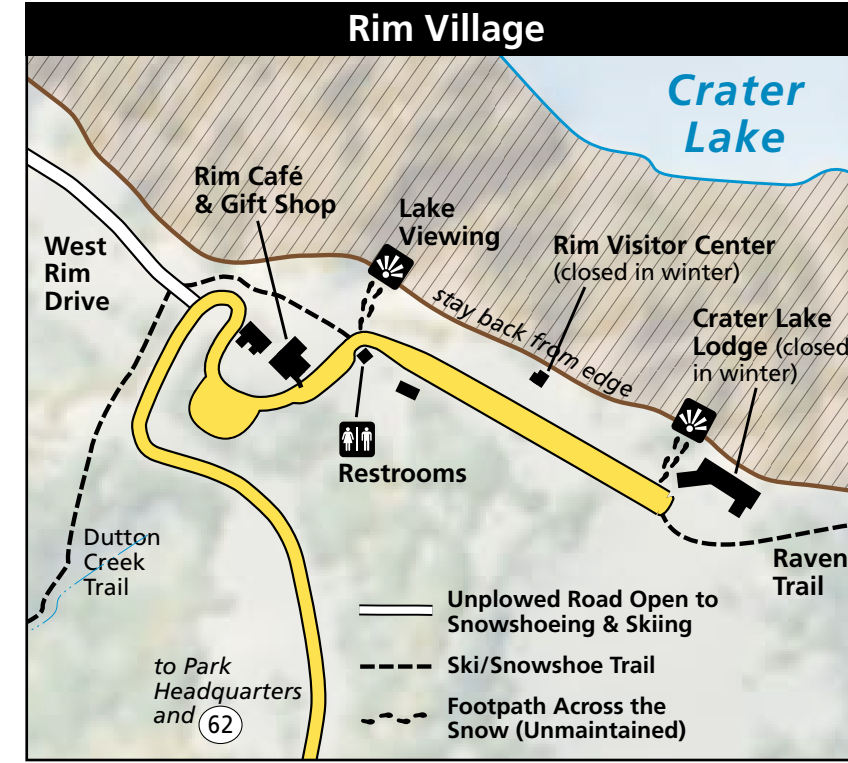 Rim Village
Crater
Lake
Rim Café
& Gift Shop
Lake
Viewing
West
Rim
Drive
Rim Visitor Center
(closed in winter)
stay back from edge
Crater Lake
Lodge (closed
in winter)
Restrooms
Dutton
Creek
Trail
Raven
Trail
Unplowed Road Open to
Snowshoeing & Skiing
Ski/Snowshoe Trail
Footpath Across the
Snow (Unmaintained)
to Park
Headquarters
and 62